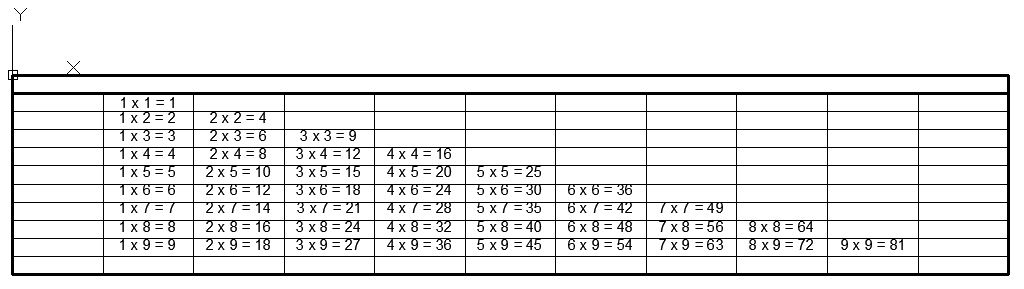 Y
X
1 x 1 = 1
1 x 2 = 2 2 x 2 = 4
1 x 3 = 3 2 x 3 = 6 3 x 3 = 9
1 x 4 = 4 2 x 4 = 8 3 x 4 = 12 4 x 4 = 16
1 x 5 = 5 2 x 5 = 10 3 x 5 = 15 4 x 5 = 20 5 x 5 = 25
1 x 6 = 6 2 x 6 = 12 3 x 6 = 18 4 x 6 = 24 5 x 6 = 30 6 x 6 = 36
1 x 7 = 7 2 x 7 = 14 3 x 7 = 21 4 x 7 = 28 5 x 7 = 35 6 x 7 = 42 7 x 7 = 49
1 x 8 = 8 2 x 8 = 16 3 x 8 = 24 4 x 8 = 32 5 x 8 = 40 6 x 8 = 48 7 x 8 = 56 8 x 8 = 64
1 x 9 = 9 2 x 9 = 18 3 x 9 = 27 4 x 9 = 36 5 x 9 = 45 6 x 9 = 54 7 x 9 = 63 8 x 9 = 72 9 x 9 = 81